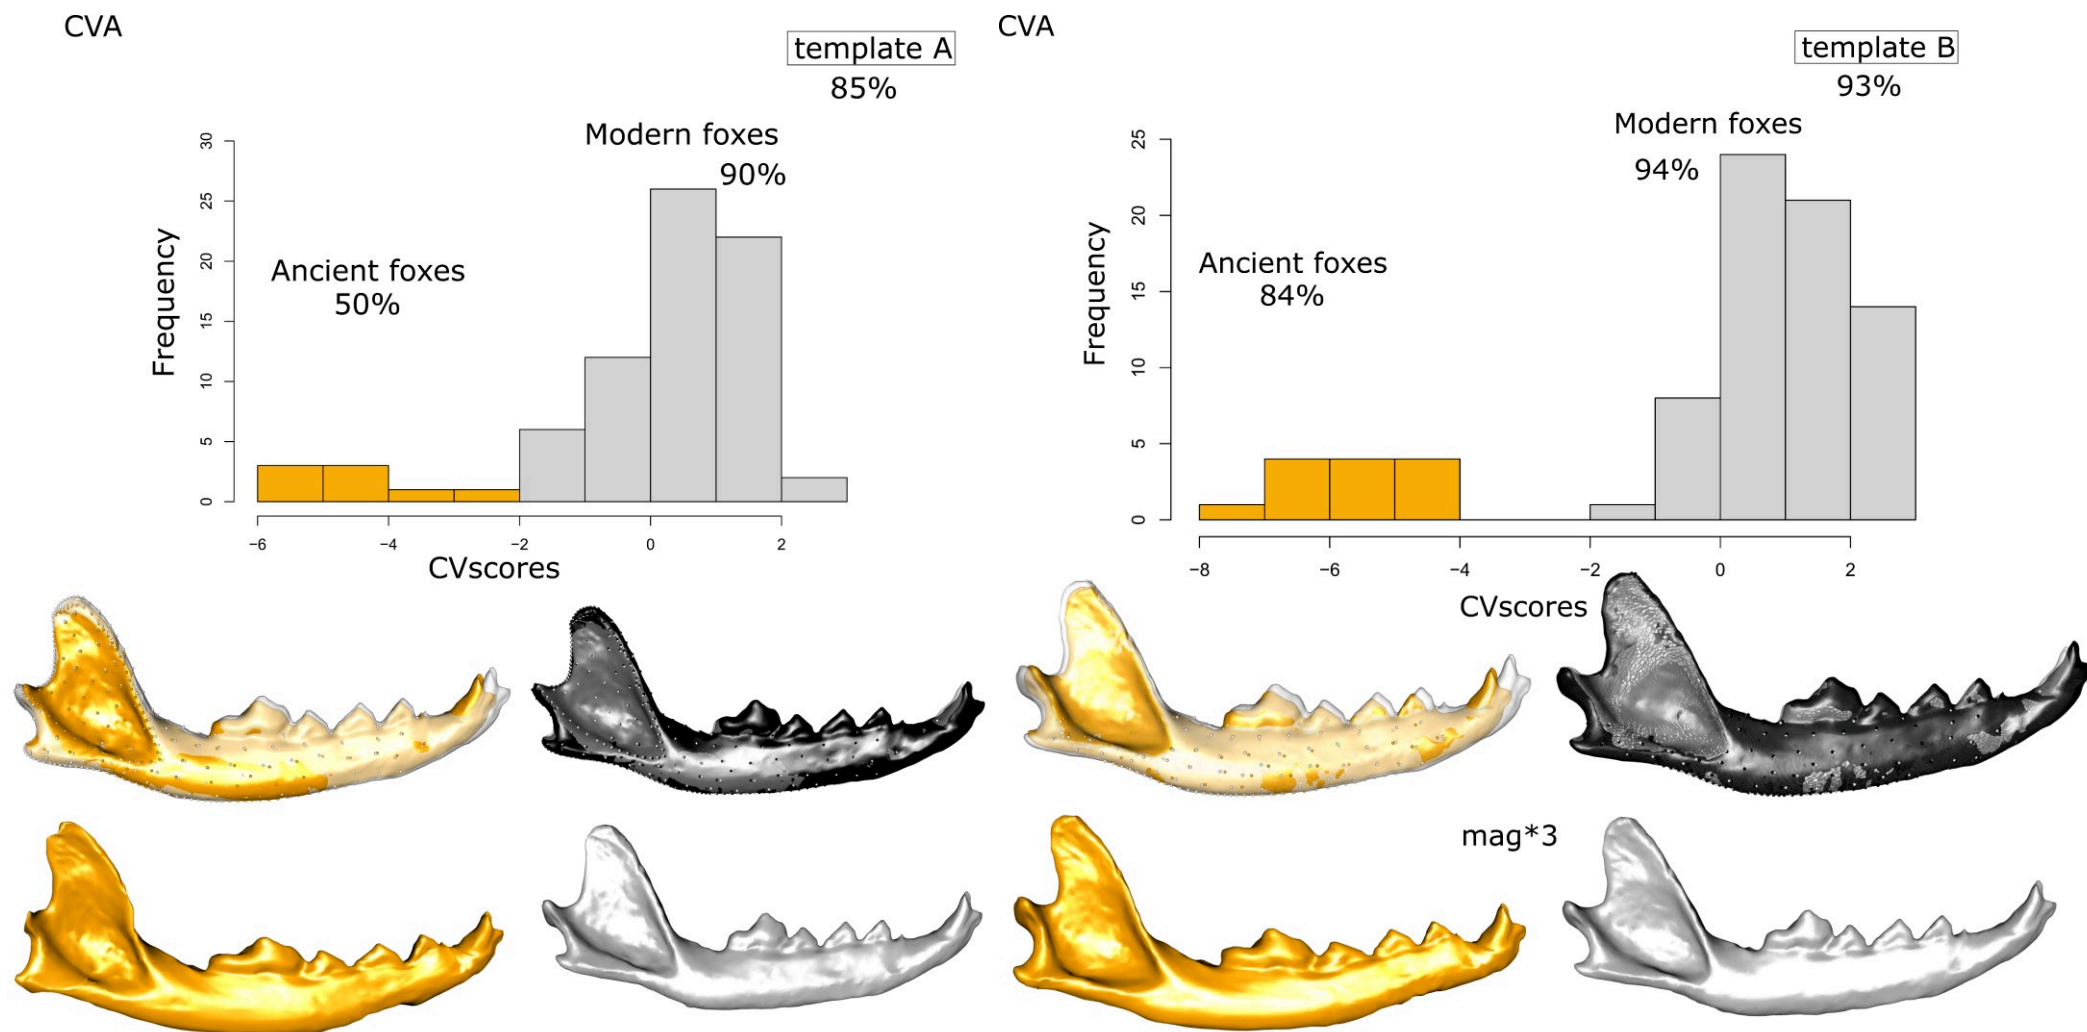 CVA
template A
85%
Modern foxes
90%
Ancient foxes
50%
Frequency
30
25
20
15
10
5
0
−6
−4
−2
0
2
CVscores
CVA
template B
93%
Modern foxes
94%
Ancient foxes
84%
Frequency
25
20
15
10
5
0
−8
−6
−4
−2
0
2
CVscores
mag*3